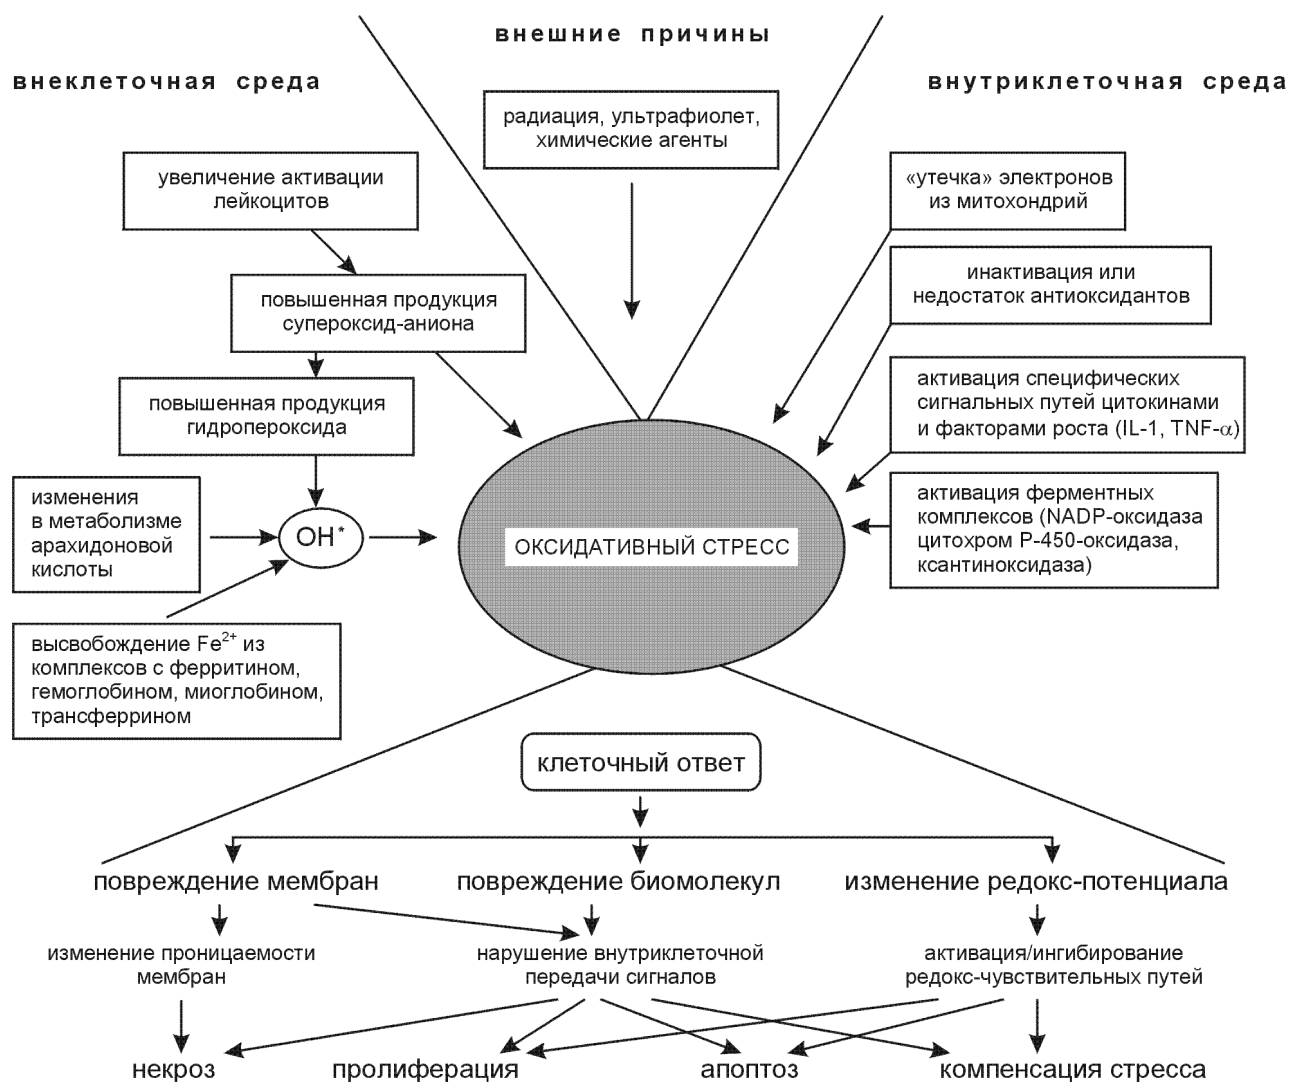 внешние причины
внеклеточная среда
внутриклеточная среда
радиация, ультрафиолет,
химические агенты
увеличение активации
лейкоцитов
«утечка» электронов
из митохондрий
повышенная продукция
супероксид-аниона
инактивация или
недостаток антиоксидантов
повышенная продукция
гидропероксида
активация специфических
сигнальных путей цитокинами
и факторами роста (IL-1, TNF-α)
изменения
в метаболизме
арахидоновой
кислоты
OH*
ОКСИДАТИВНЫЙ СТРЕСС
активация ферментных
комплексов (NADP-оксидаза
цитохром P-450-оксидаза,
ксантиноксидаза)
высвобождение Fe²⁺ из
комплексов с ферритином,
гемоглобином, миоглобином,
трансферрином
клеточный ответ
повреждение мембран
повреждение биомолекул
изменение редокс-потенциала
изменение проницаемости
мембран
нарушение внутриклеточной
передачи сигналов
активация/ингибирование
редокс-чувствительных путей
некроз
пролиферация
апоптоз
компенсация стресса